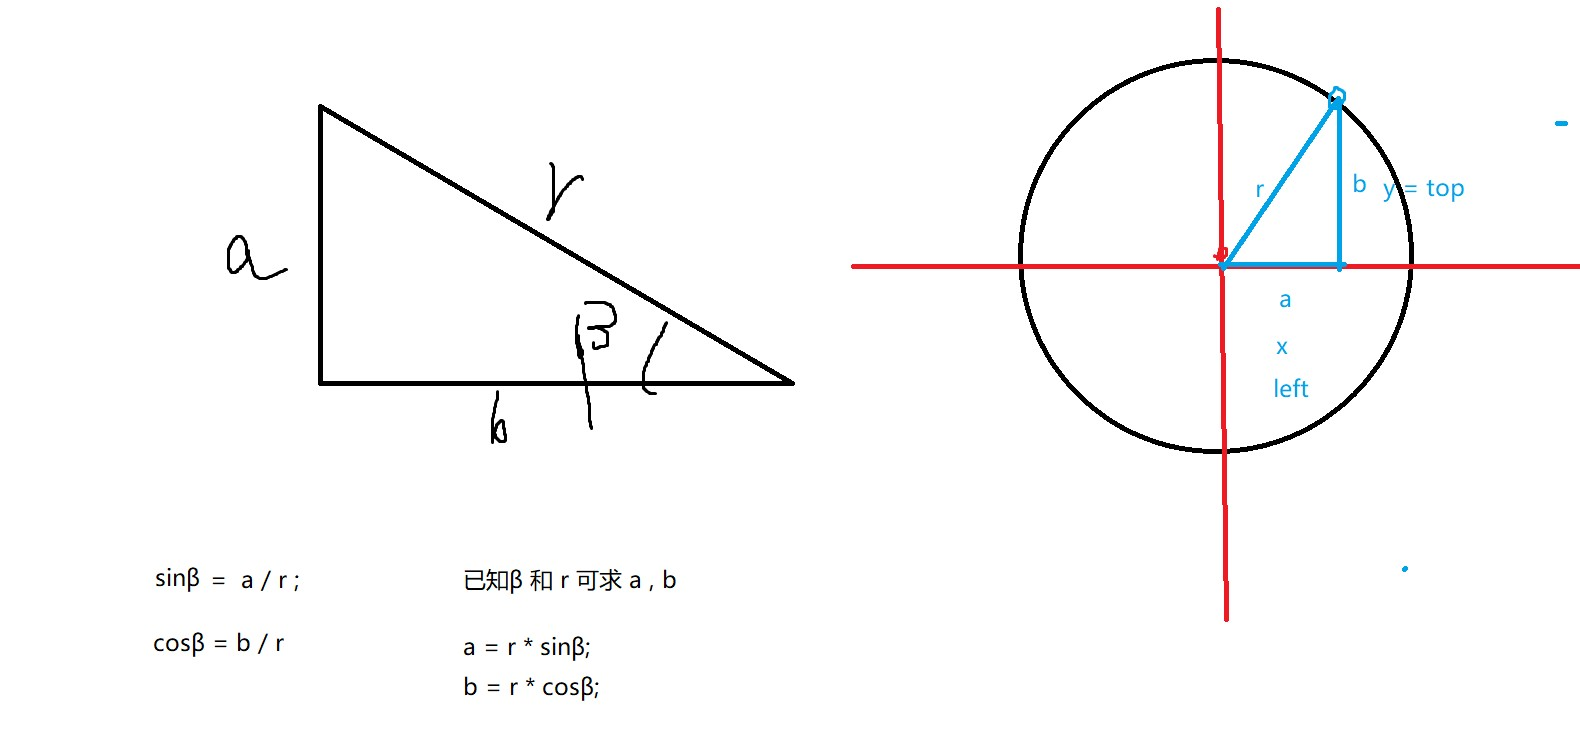 a
r
β
b
r
b y = top
a
x
left
sinβ = a / r ;
cosβ = b / r
已知β 和 r 可求 a , b
a = r * sinβ;
b = r * cosβ;